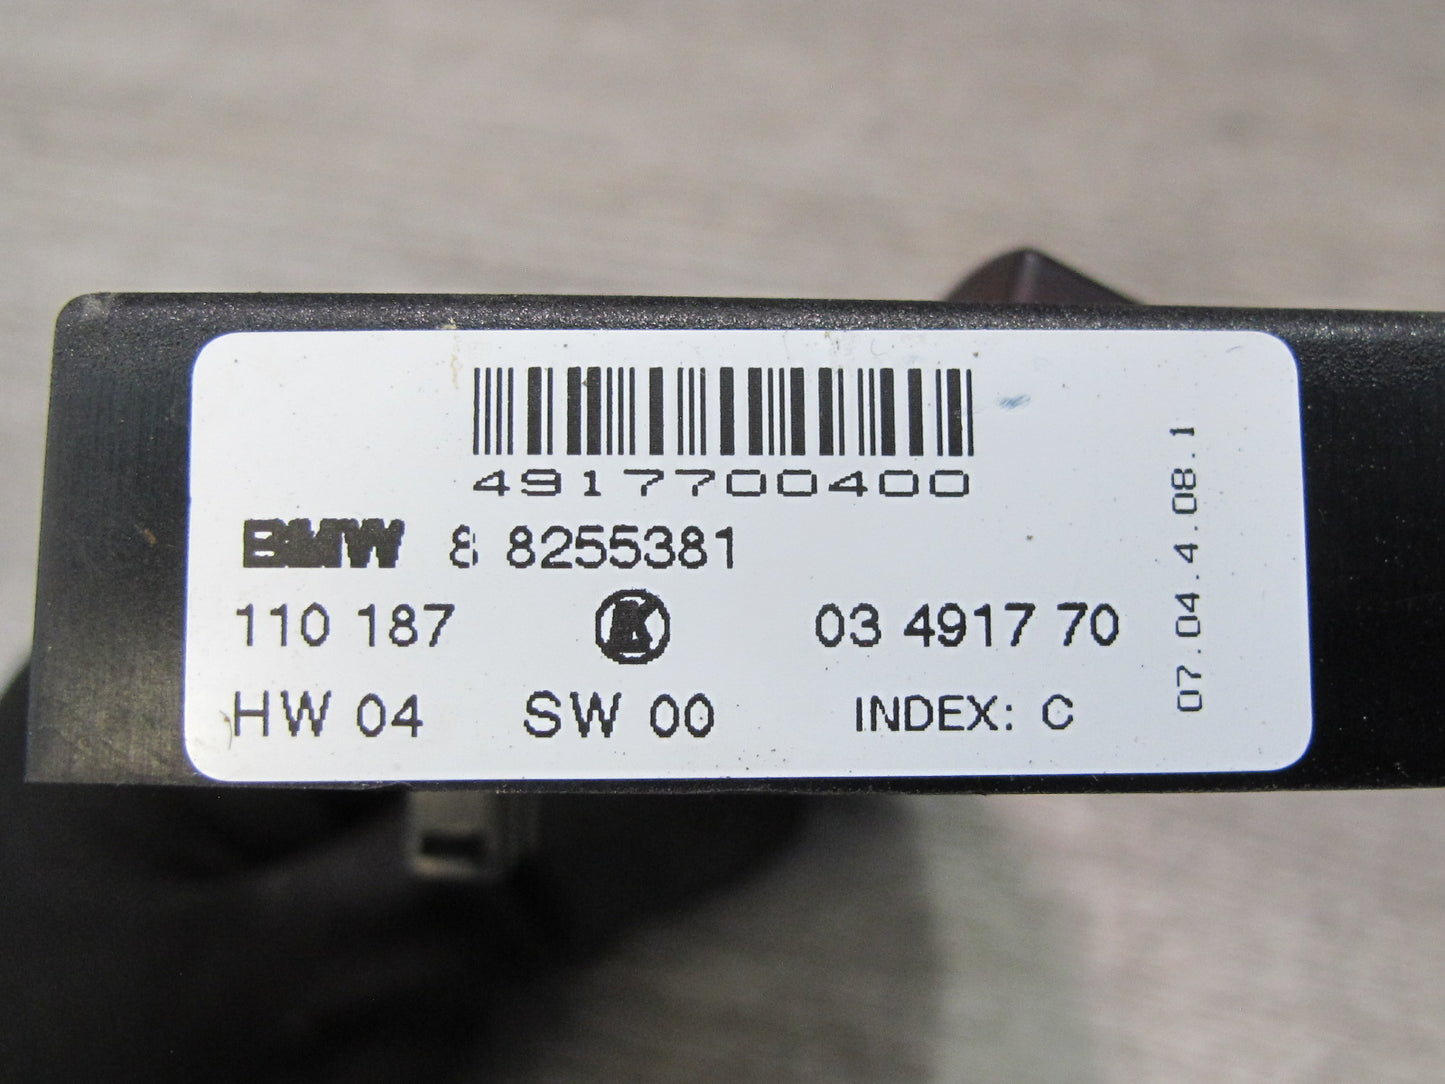 4917700400
BMW 8 8255381
110 187 K 03 4917 70
HW 04 SW 00 INDEX: C
07.04.4.08.1